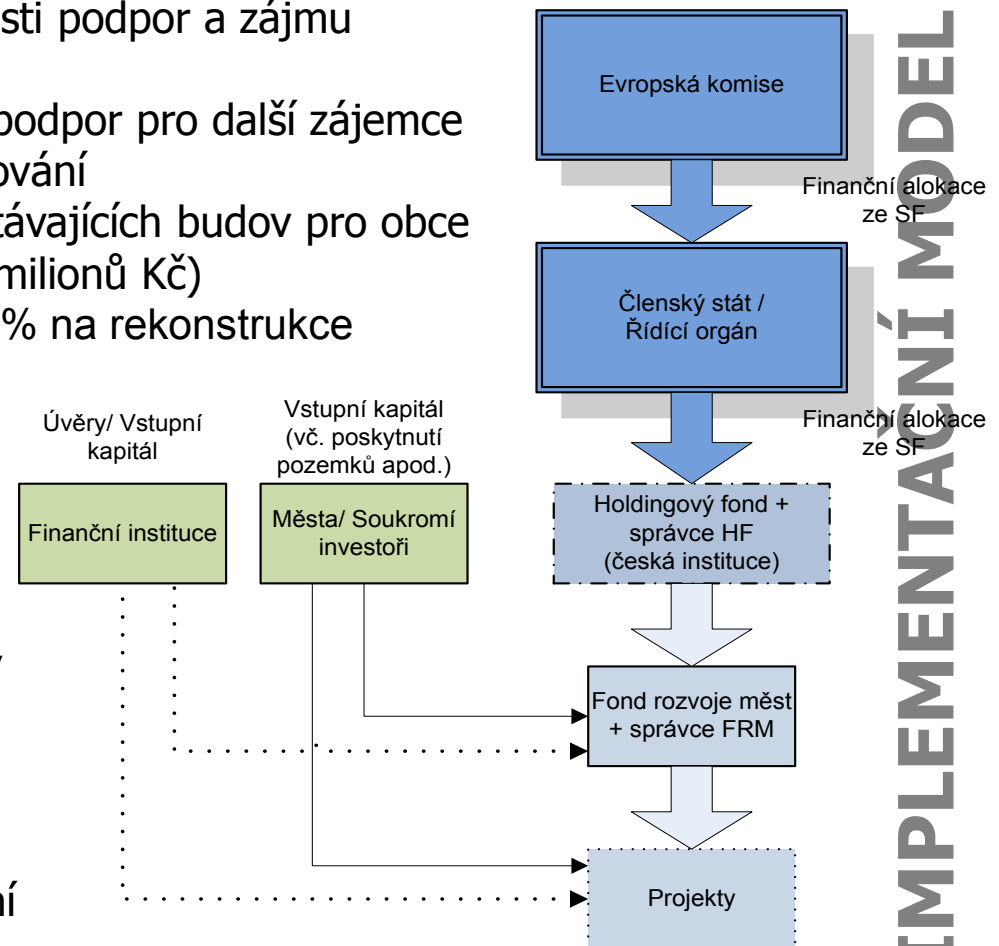 sti podpor a zájmu
podpor pro další zájemce
ování
távajících budov pro obce
milionů Kč)
% na rekonstrukce
Evropská komise
Finanční alokace
ze SF
Členský stát /
Řídící orgán
Finanční alokace
ze SF
Úvěry/ Vstupní
kapitál
Vstupní kapitál
(vč. poskytnutí
pozemků apod.)
Finanční instituce
Města/ Soukromí
investoři
Holdingový fond +
správce HF
(česká instituce)
Fond rozvoje měst
+ správce FRM
Projekty
ní
IMPLEMENTAČNÍ MODEL